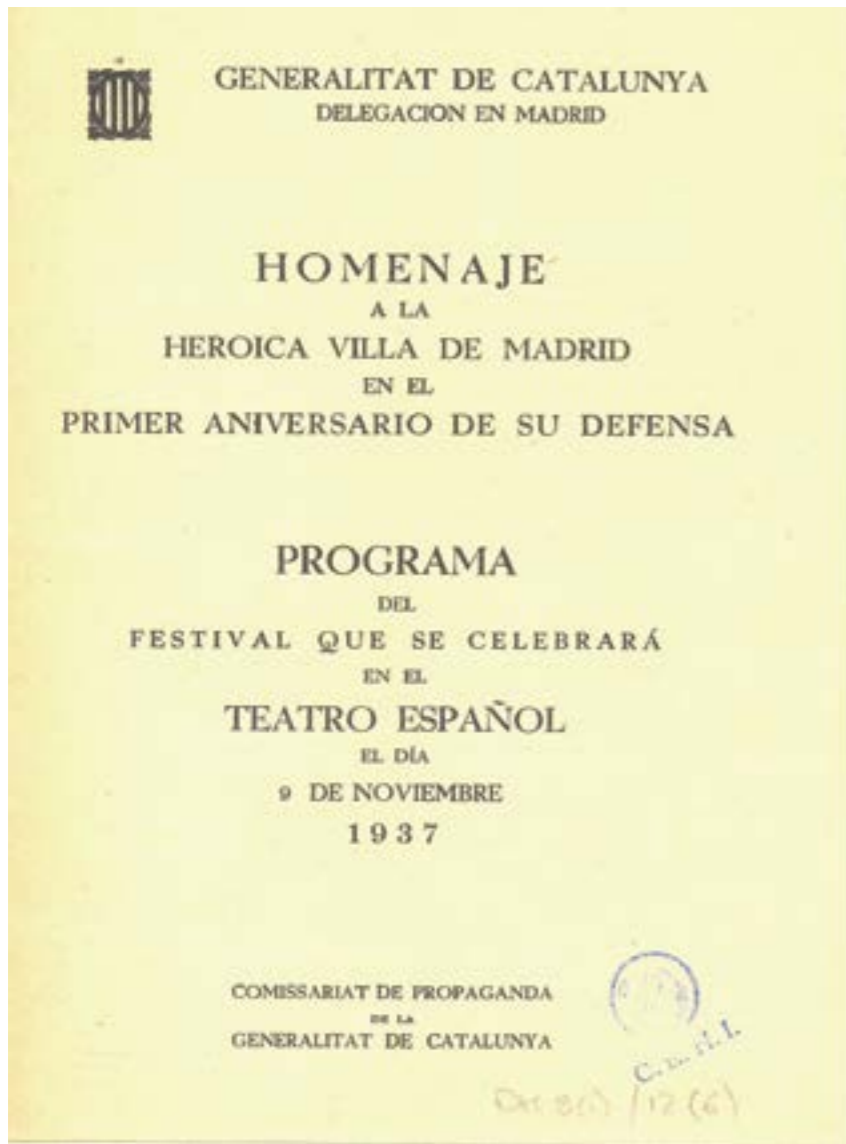 GENERALITAT DE CATALUNYA
DELEGACION EN MADRID
HOMENAJE
A LA
HEROICA VILLA DE MADRID
EN EL
PRIMER ANIVERSARIO DE SU DEFENSA
PROGRAMA
DEL
FESTIVAL QUE SE CELEBRARÁ
EN EL
TEATRO ESPAÑOL
EL DÍA
9 DE NOVIEMBRE
1937
COMISSARIAT DE PROPAGANDA
DE LA
GENERALITAT DE CATALUNYA
/12 (6)